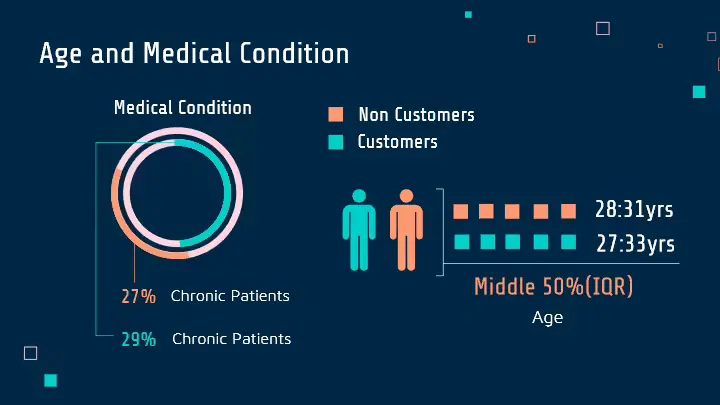 Age and Medical Condition
Medical Condition
Non Customers
Customers
28:31yrs
27:33yrs
Middle 50%(IQR)
Age
27% Chronic Patients
29% Chronic Patients